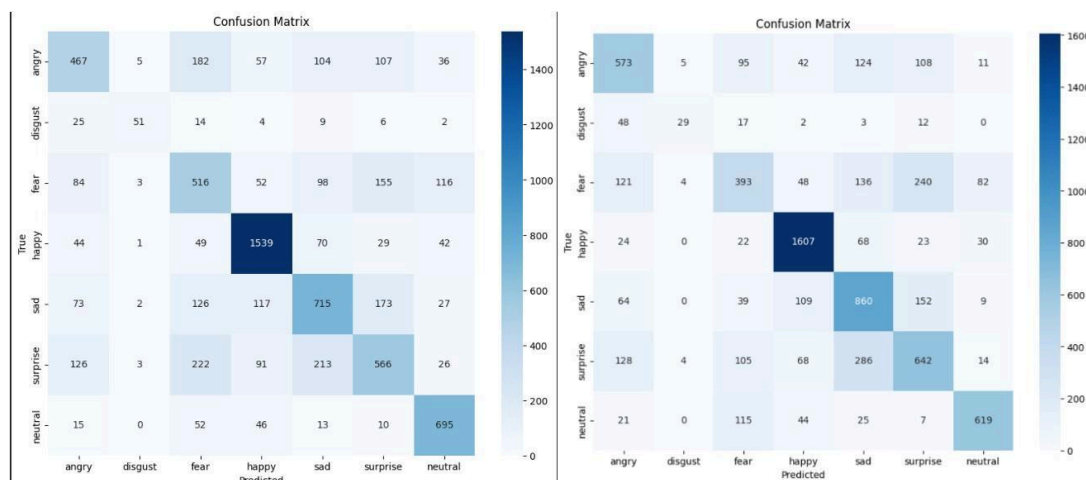 Confusion Matrix
1400
1200
1000
800
600
400
200
0
True
angry 467 5 182 57 104 107 36
disgust 25 51 14 4 9 6 2
fear 84 3 516 52 98 155 116
happy 44 1 49 1539 70 29 42
sad 73 2 126 117 715 173 27
surprise 126 3 222 91 213 566 26
neutral 15 0 52 46 13 10 695
angry disgust fear happy sad surprise neutral
Predicted
Confusion Matrix
1600
1400
1200
1000
800
600
400
200
0
True
angry 573 5 95 42 124 108 11
disgust 48 29 17 2 3 12 0
fear 121 4 393 48 136 240 82
happy 24 0 22 1607 68 23 30
sad 64 0 39 109 860 152 9
surprise 128 4 105 68 286 642 14
neutral 21 0 115 44 25 7 619
angry disgust fear happy sad surprise neutral
Predicted